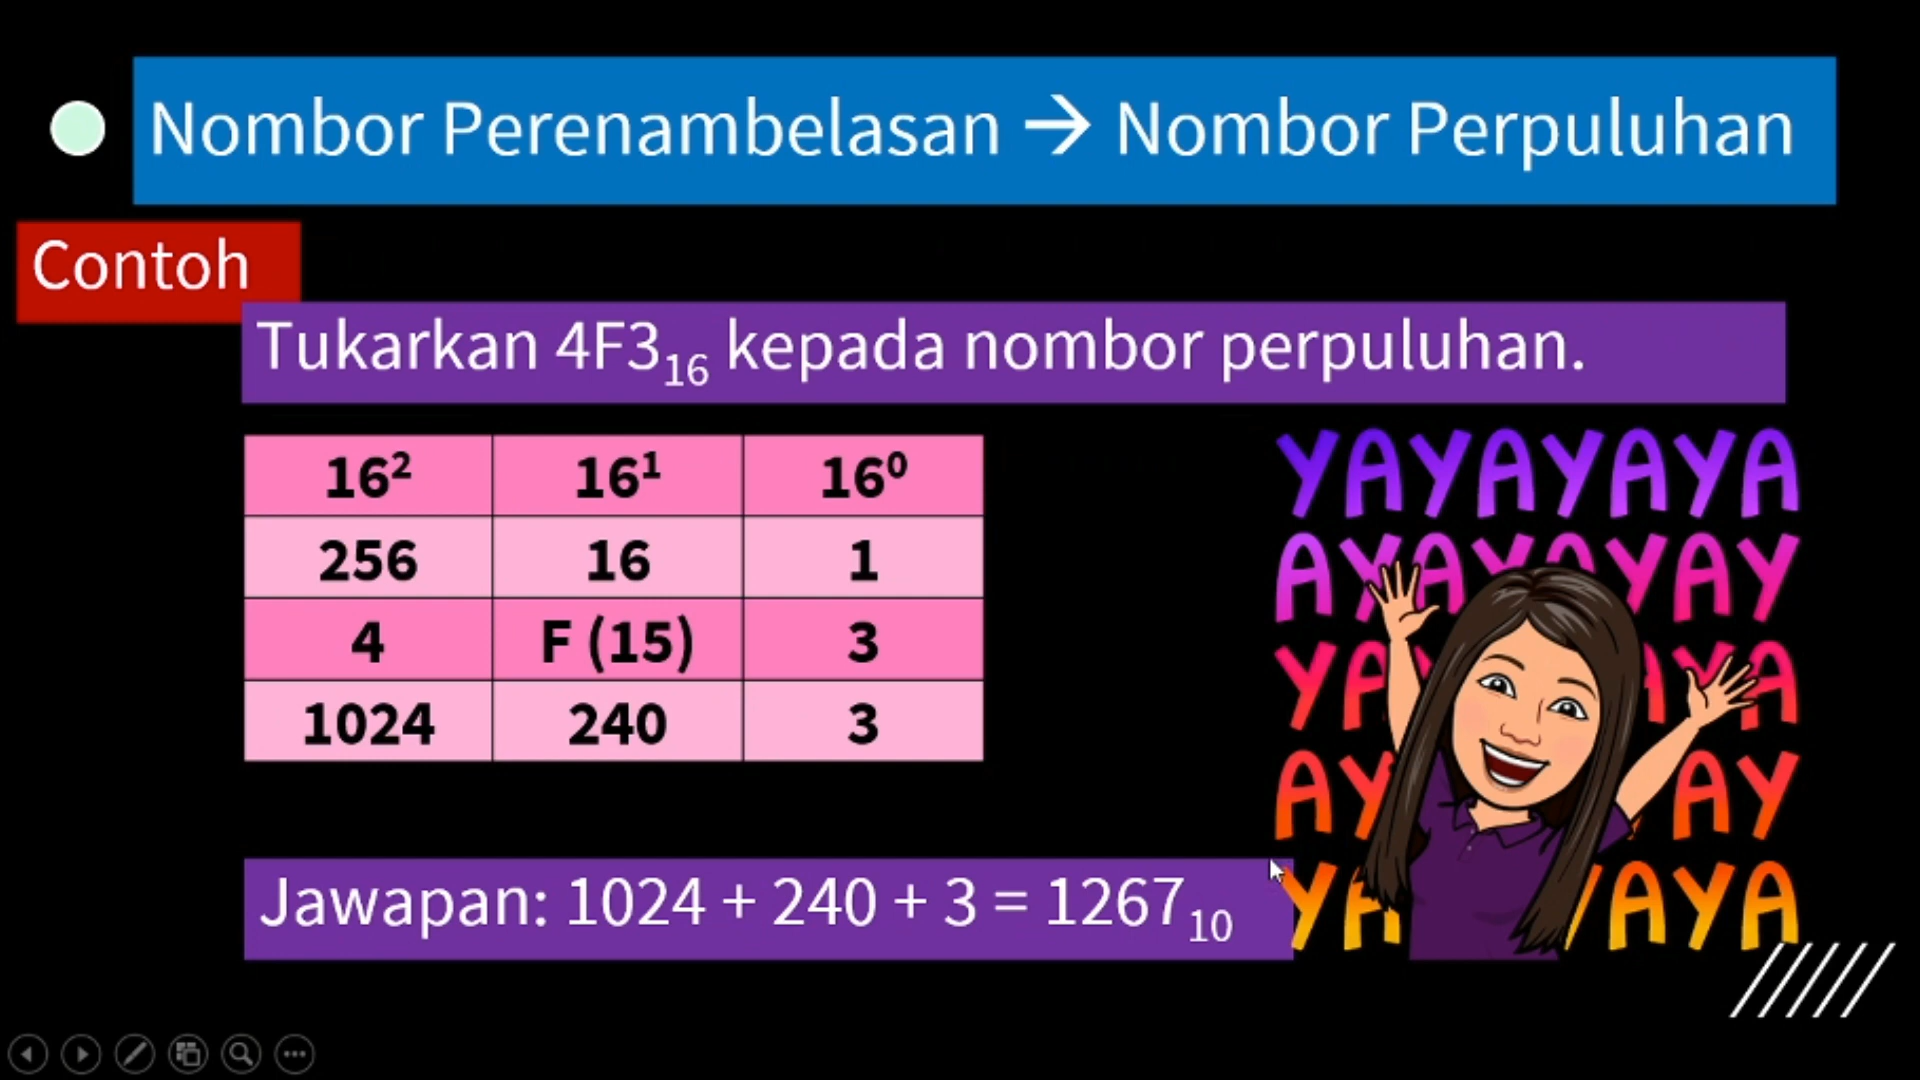 Nombor Perenambelasan → Nombor Perpuluhan
Contoh
Tukarkan 4F3₁₆ kepada nombor perpuluhan.
16² 16¹ 16⁰
256 16 1
4 F (15) 3
1024 240 3
Jawapan: 1024 + 240 + 3 = 1267₁₀
YAYAYAYA